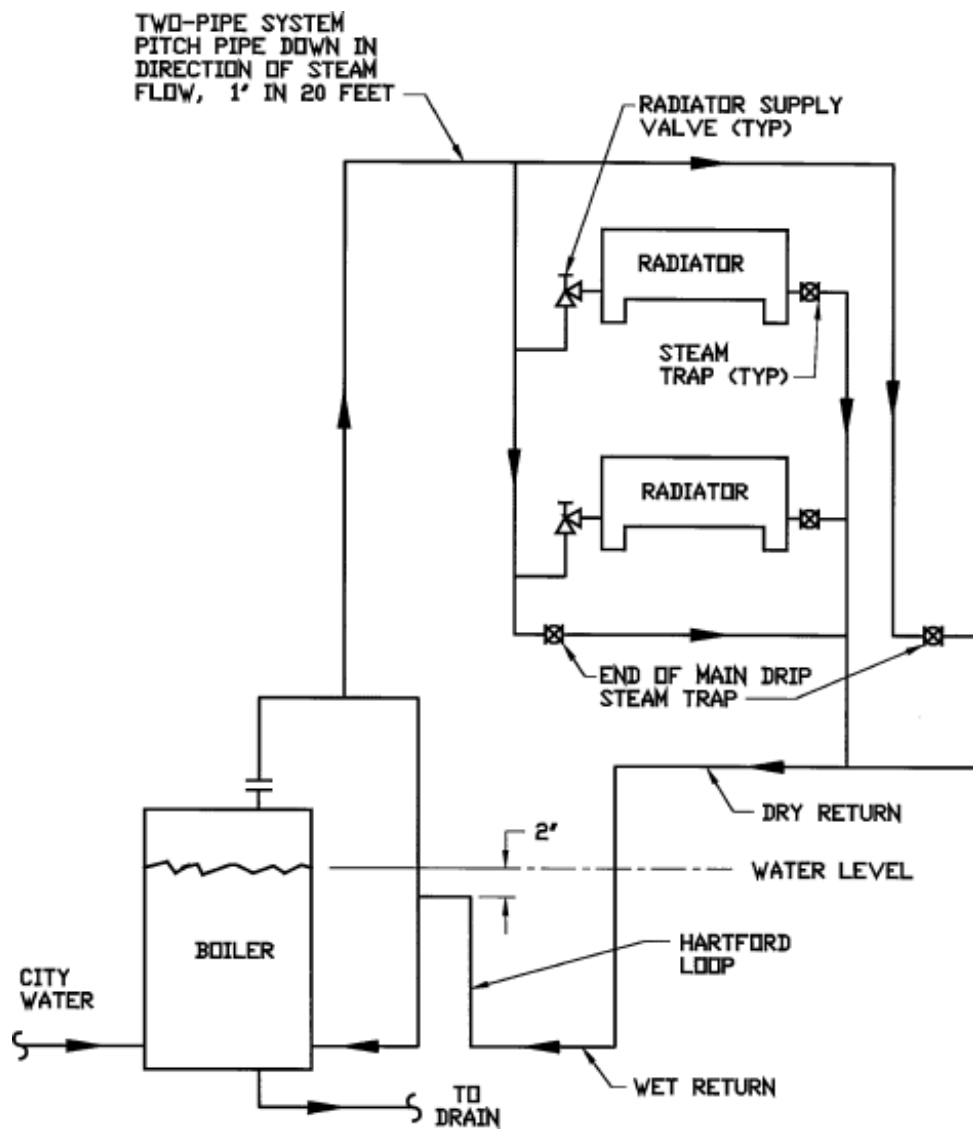 TWO-PIPE SYSTEM
PITCH PIPE DOWN IN
DIRECTION OF STEAM
FLOW, 1" IN 20 FEET
RADIATOR SUPPLY
VALVE (TYP)
RADIATOR
STEAM
TRAP (TYP)
RADIATOR
END OF MAIN DRIP
STEAM TRAP
DRY RETURN
2"
WATER LEVEL
BOILER
HARTFORD
LOOP
CITY
WATER
WET RETURN
TO
DRAIN